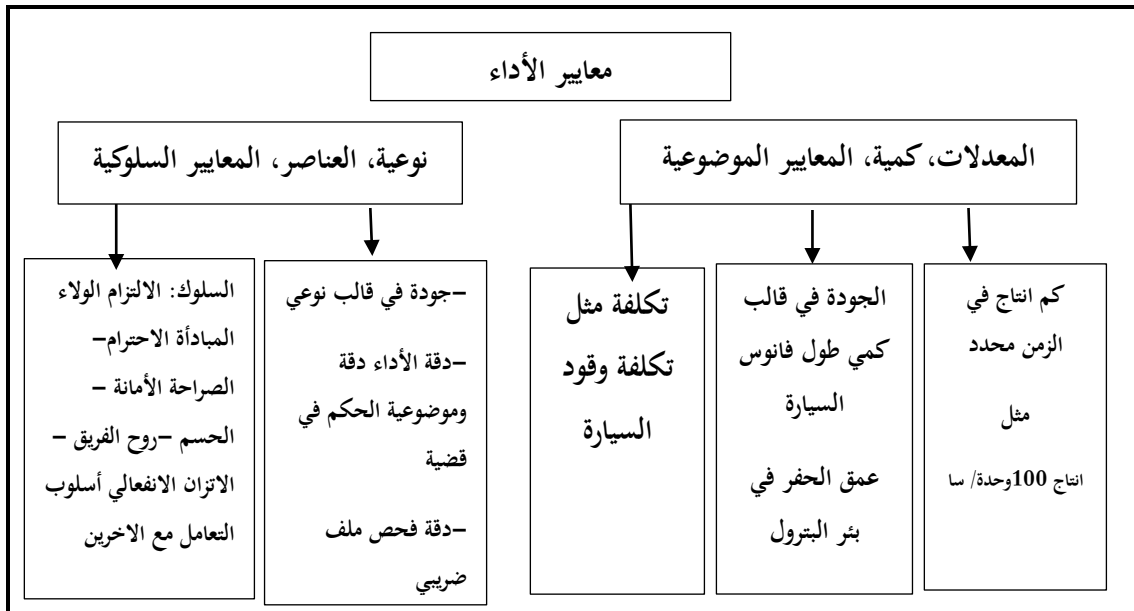 معايير الأداء
المعدلات، كمية، المعايير الموضوعية
نوعية، العناصر، المعايير السلوكية
كم انتاج في
الزمن محدد
مثل
انتاج 100وحدة/ سا
الجودة في قالب
كمي طول فانوس
السيارة
عمق الحفر في
بئر البترول
تكلفة مثل
تكلفة وقود
السيارة
–جودة في قالب نوعي
–دقة الأداء دقة
وموضوعية الحكم في
قضية
–دقة فحص ملف
ضريبي
السلوك: الالتزام الولاء
المبادأة الاحترام–
الصراحة الأمانة –
الحسم –روح الفريق –
الاتزان الانفعالي أسلوب
التعامل مع الاخرين